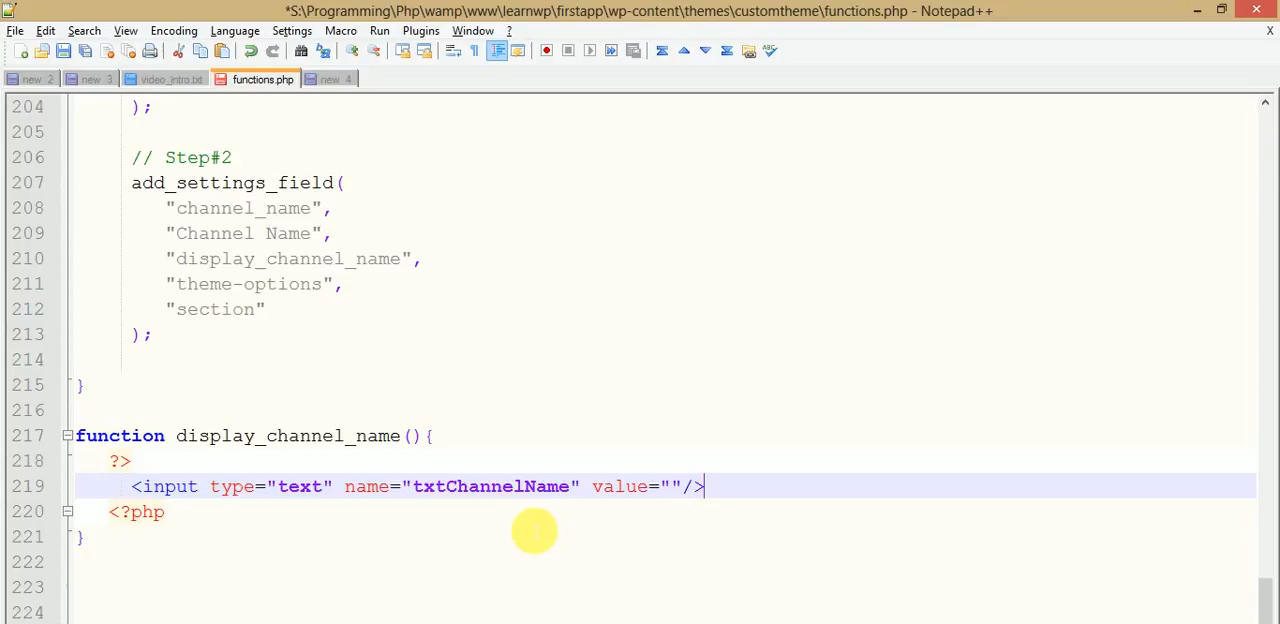 *S:\Programming\Php\wamp\www\learnwp\firstapp\wp-content\themes\customtheme\functions.php - Notepad++
File Edit Search View Encoding Language Settings Macro Run Plugins Window ? X
new 2 new 3 video_intro.txt functions.php new 4
204 );
205
206 // Step#2
207 add_settings_field(
208 "channel_name",
209 "Channel Name",
210 "display_channel_name",
211 "theme-options",
212 "section"
213 );
214
215 }
216
217 function display_channel_name(){
218 ?>
219 <input type="text" name="txtChannelName" value=""/>
220 <?php
221 }
222
223
224